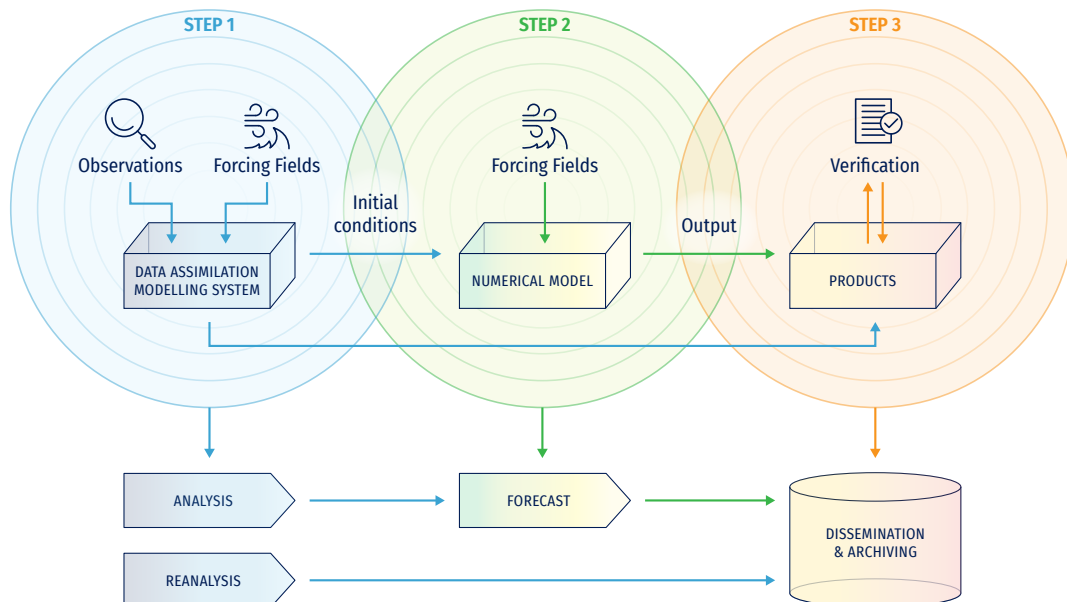 STEP 1
STEP 2
STEP 3
Observations
Forcing Fields
Forcing Fields
Verification
Initial
conditions
Output
DATA ASSIMILATION
MODELLING SYSTEM
NUMERICAL MODEL
PRODUCTS
ANALYSIS
FORECAST
DISSEMINATION
& ARCHIVING
REANALYSIS